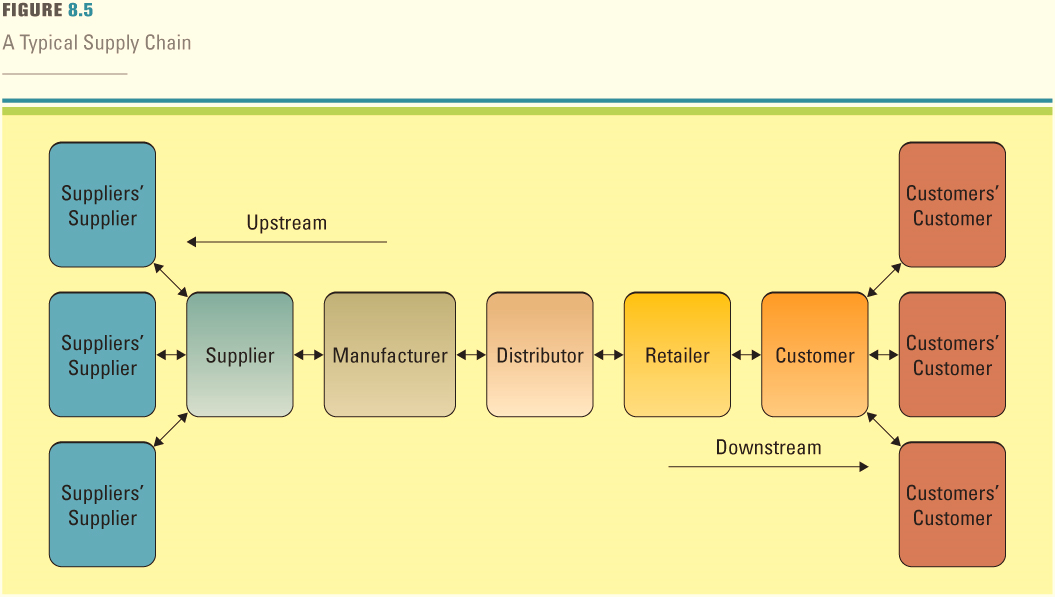 FIGURE 8.5
A Typical Supply Chain
Suppliers’
Supplier
Customers’
Customer
Upstream
Suppliers’
Supplier
Supplier
Manufacturer
Distributor
Retailer
Customer
Customers’
Customer
Downstream
Suppliers’
Supplier
Customers’
Customer